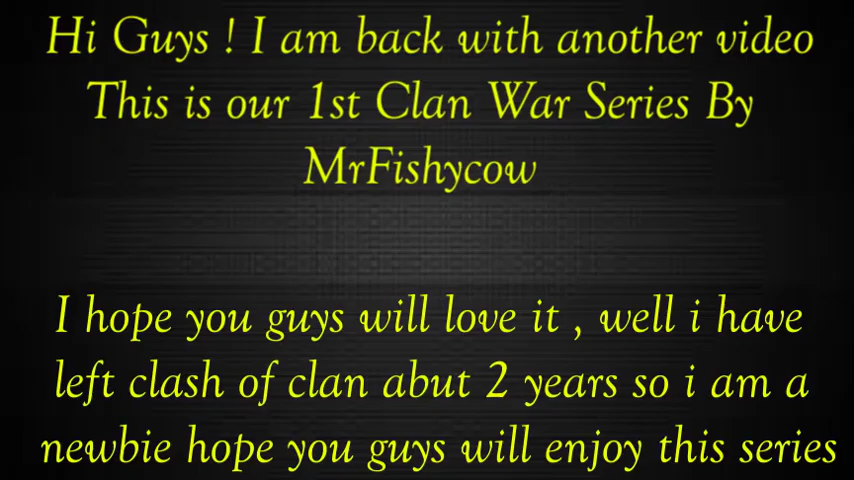 Hi Guys ! I am back with another video
This is our 1st Clan War Series By
MrFishycow
I hope you guys will love it , well i have
left clash of clan abut 2 years so i am a
newbie hope you guys will enjoy this series